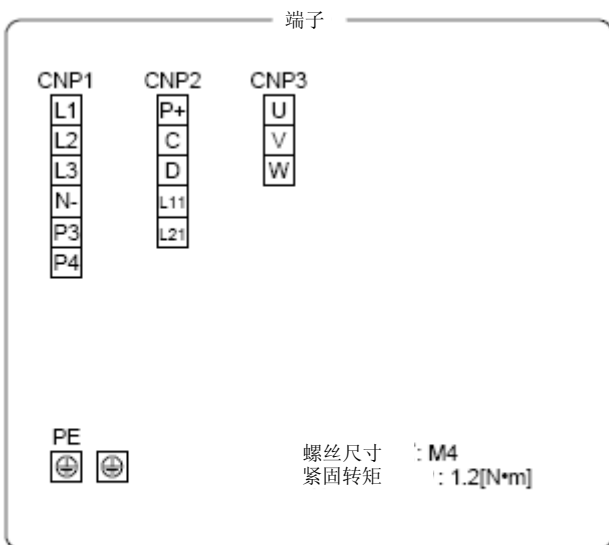 端子
CNP1 CNP2 CNP3
L1 P+ U
L2 C V
L3 D W
N- L11
P3 L21
P4
PE
螺丝尺寸 : M4
紧固转矩 : 1.2[N•m]